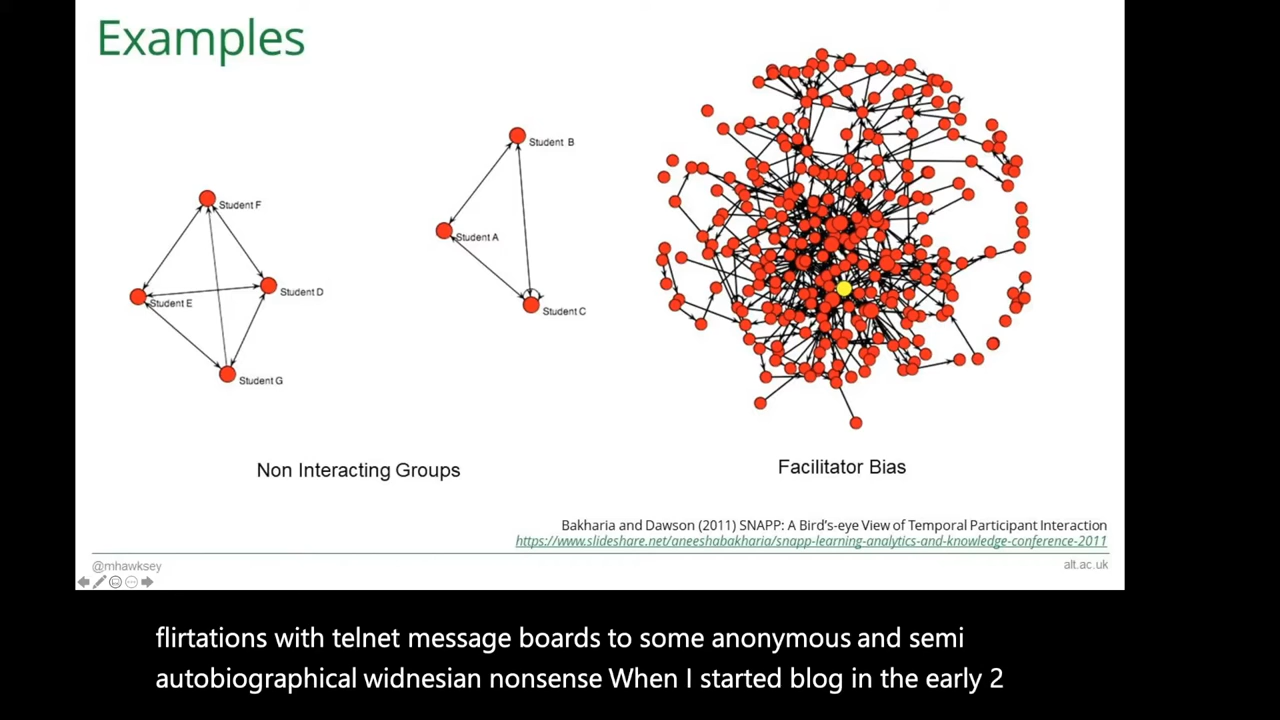 Examples
Student B
Student F
Student A
Student D
Student E
Student C
Student G
Non Interacting Groups
Facilitator Bias
Bakharia and Dawson (2011) SNAPP: A Bird's-eye View of Temporal Participant Interaction
https://www.slideshare.net/aneeshabakharia/snapp-learning-analytics-and-knowledge-conference-2011
@mhawksey
alt.ac.uk
flirtations with telnet message boards to some anonymous and semi
autobiographical widnesian nonsense When I started blog in the early 2